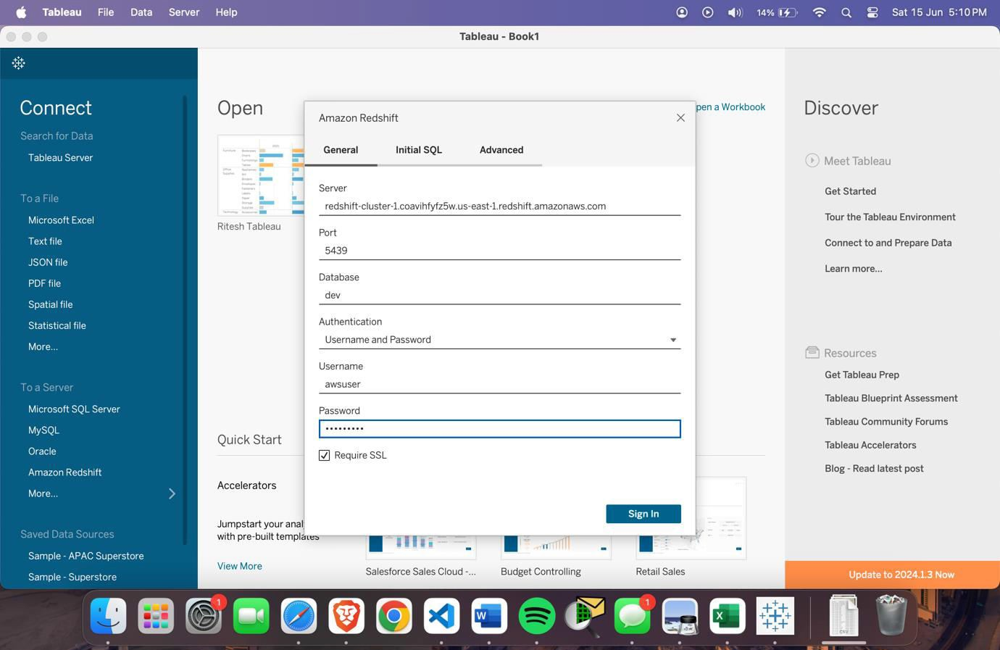 Tableau File Data Server Help 14% Sat 15 Jun 5:10 PM
Tableau - Book1
Connect
Search for Data
Tableau Server
To a File
Microsoft Excel
Text file
JSON file
PDF file
Spatial file
Statistical file
More...
To a Server
Microsoft SQL Server
MySQL
Oracle
Amazon Redshift
More...
Saved Data Sources
Sample - APAC Superstore
Sample - Superstore
Open
pen a Workbook
Ritesh Tableau
Amazon Redshift
General Initial SQL Advanced
Server
redshift-cluster-1.coavihfyfz5w.us-east-1.redshift.amazonaws.com
Port
5439
Database
dev
Authentication
Username and Password
Username
awsuser
Password
•••••••••
Require SSL
Sign In
Quick Start
Accelerators
Jumpstart your anal
with pre-built templates
View More
Salesforce Sales Cloud -...
Budget Controlling
Retail Sales
Discover
Meet Tableau
Get Started
Tour the Tableau Environment
Connect to and Prepare Data
Learn more...
Resources
Get Tableau Prep
Tableau Blueprint Assessment
Tableau Community Forums
Tableau Accelerators
Blog - Read latest post
Update to 2024.1.3 Now
1
1
W
X
CSV